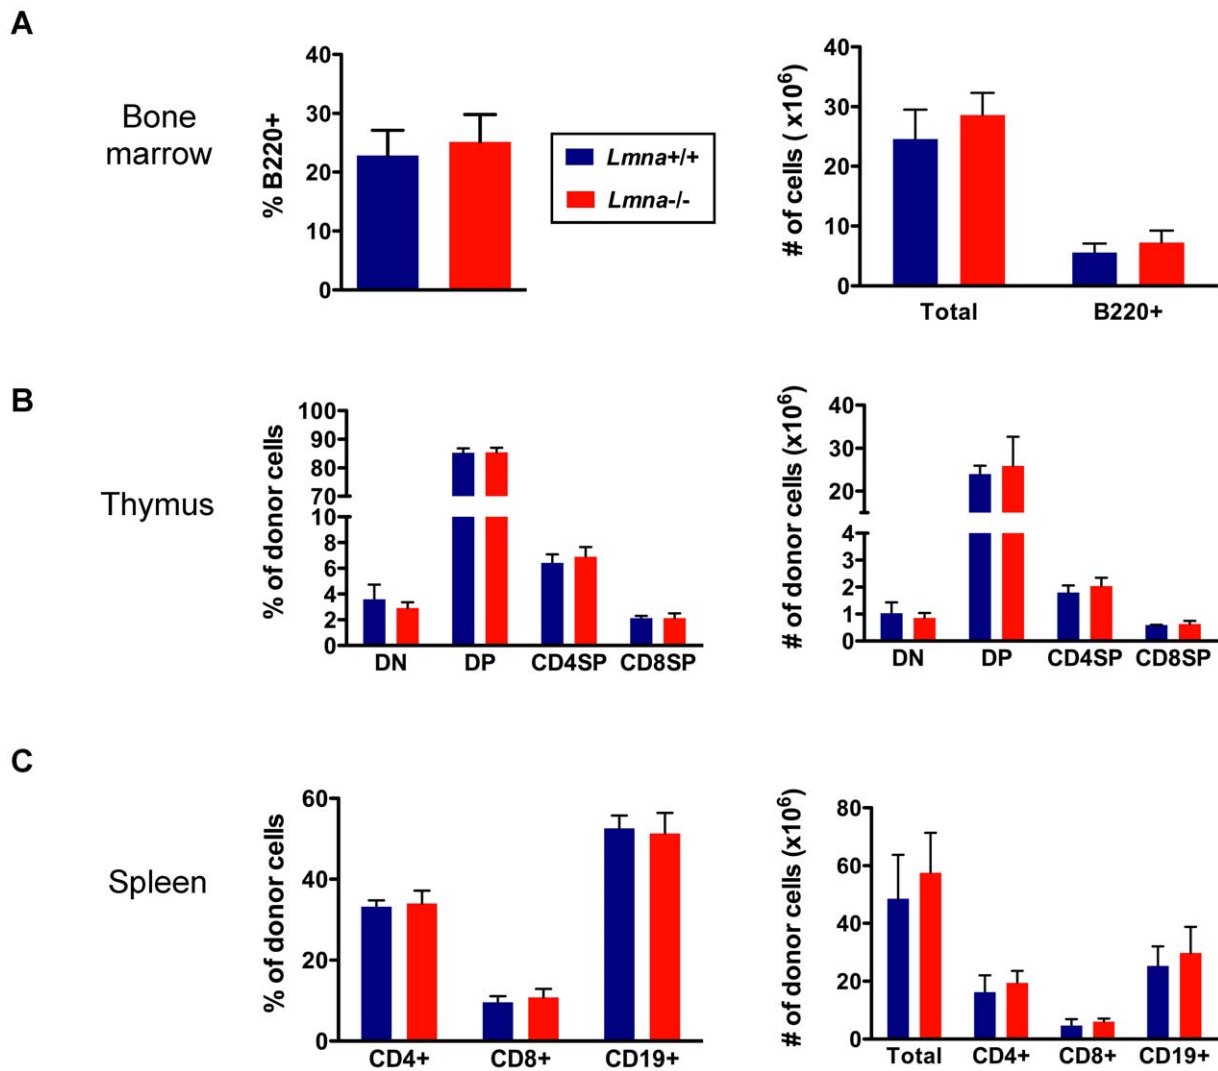 A
Bone
marrow
% B220+
40
30
20
10
0
Lmna+/+
Lmna-/-
# of cells ( x10⁶)
40
30
20
10
0
Total B220+
B
Thymus
% of donor cells
100
90
80
70
10
8
6
4
2
0
DN DP CD4SP CD8SP
# of donor cells (x10⁶)
40
30
20
4
3
2
1
0
DN DP CD4SP CD8SP
C
Spleen
% of donor cells
60
40
20
0
CD4+ CD8+ CD19+
# of donor cells (x10⁶)
80
60
40
20
0
Total CD4+ CD8+ CD19+